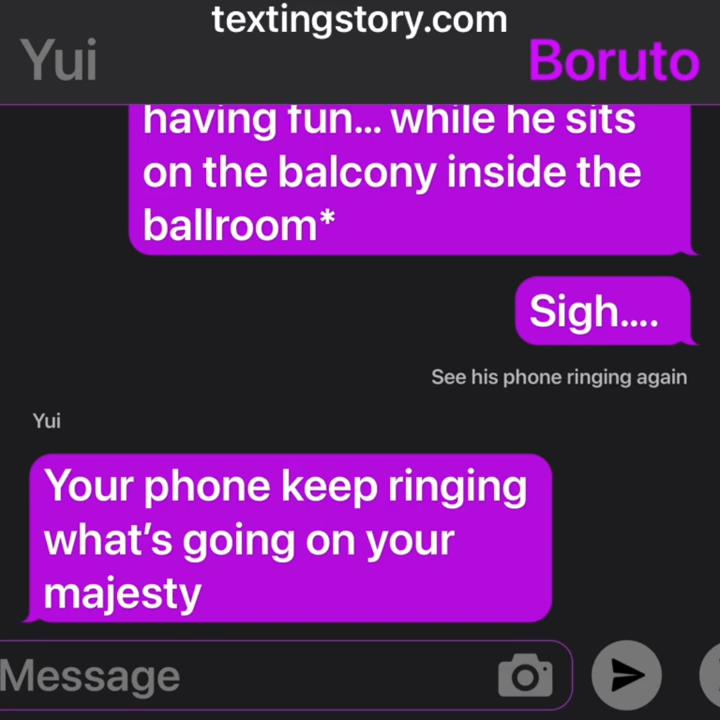 textingstory.com
Yui
Boruto
having fun... while he sits
on the balcony inside the
ballroom*
Sigh....
See his phone ringing again
Yui
Your phone keep ringing
what's going on your
majesty
Message